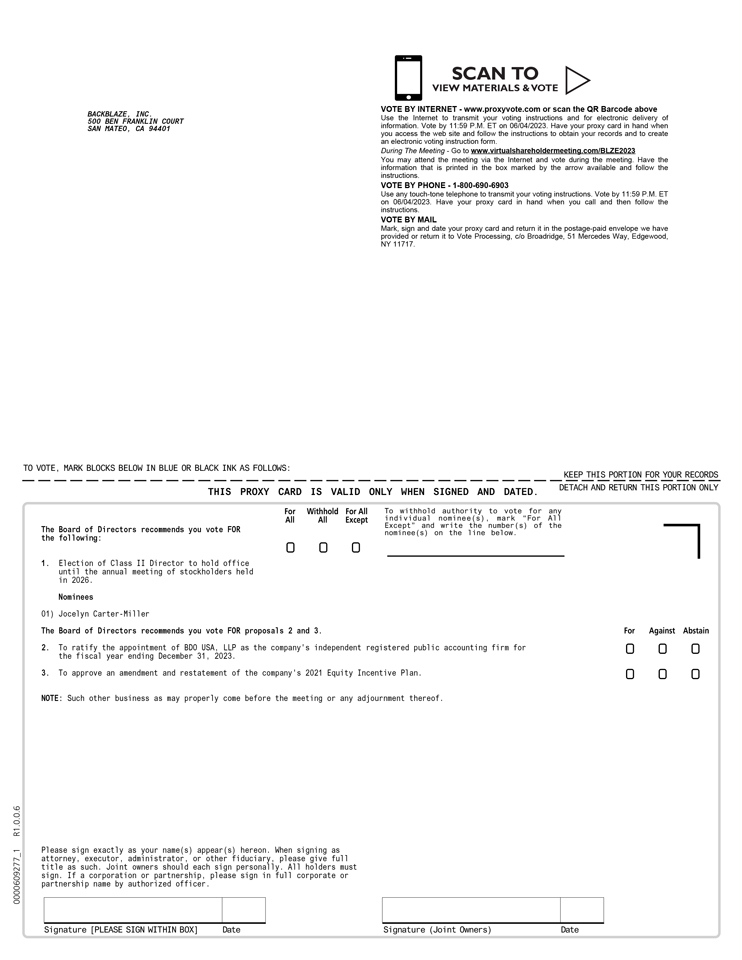 BACKBLAZE, INC.
500 BEN FRANKLIN COURT
SAN MATEO, CA 94401
SCAN TO
VIEW MATERIALS & VOTE
VOTE BY INTERNET - www.proxyvote.com or scan the QR Barcode above
Use the Internet to transmit your voting instructions and for electronic delivery of
information. Vote by 11:59 P.M. ET on 06/04/2023. Have your proxy card in hand when
you access the web site and follow the instructions to obtain your records and to create
an electronic voting instruction form.
During The Meeting - Go to www.virtualshareholdermeeting.com/BLZE2023
You may attend the meeting via the Internet and vote during the meeting. Have the
information that is printed in the box marked by the arrow available and follow the
instructions.
VOTE BY PHONE - 1-800-690-6903
Use any touch-tone telephone to transmit your voting instructions. Vote by 11:59 P.M. ET
on 06/04/2023. Have your proxy card in hand when you call and then follow the
instructions.
VOTE BY MAIL
Mark, sign and date your proxy card and return it in the postage-paid envelope we have
provided or return it to Vote Processing, c/o Broadridge, 51 Mercedes Way, Edgewood,
NY 11717.
TO VOTE, MARK BLOCKS BELOW IN BLUE OR BLACK INK AS FOLLOWS:
KEEP THIS PORTION FOR YOUR RECORDS
DETACH AND RETURN THIS PORTION ONLY
THIS PROXY CARD IS VALID ONLY WHEN SIGNED AND DATED.
The Board of Directors recommends you vote FOR
the following:
For
All
Withhold
All
For All
Except
To withhold authority to vote for any
individual nominee(s), mark "For All
Except" and write the number(s) of the
nominee(s) on the line below.
1. Election of Class II Director to hold office
until the annual meeting of stockholders held
in 2026.
Nominees
01) Jocelyn Carter-Miller
The Board of Directors recommends you vote FOR proposals 2 and 3.
For Against Abstain
2. To ratify the appointment of BDO USA, LLP as the company's independent registered public accounting firm for
the fiscal year ending December 31, 2023.
3. To approve an amendment and restatement of the company's 2021 Equity Incentive Plan.
NOTE: Such other business as may properly come before the meeting or any adjournment thereof.
0000609277_1 R1.0.0.6
Please sign exactly as your name(s) appear(s) hereon. When signing as
attorney, executor, administrator, or other fiduciary, please give full
title as such. Joint owners should each sign personally. All holders must
sign. If a corporation or partnership, please sign in full corporate or
partnership name by authorized officer.
Signature [PLEASE SIGN WITHIN BOX] Date
Signature (Joint Owners) Date